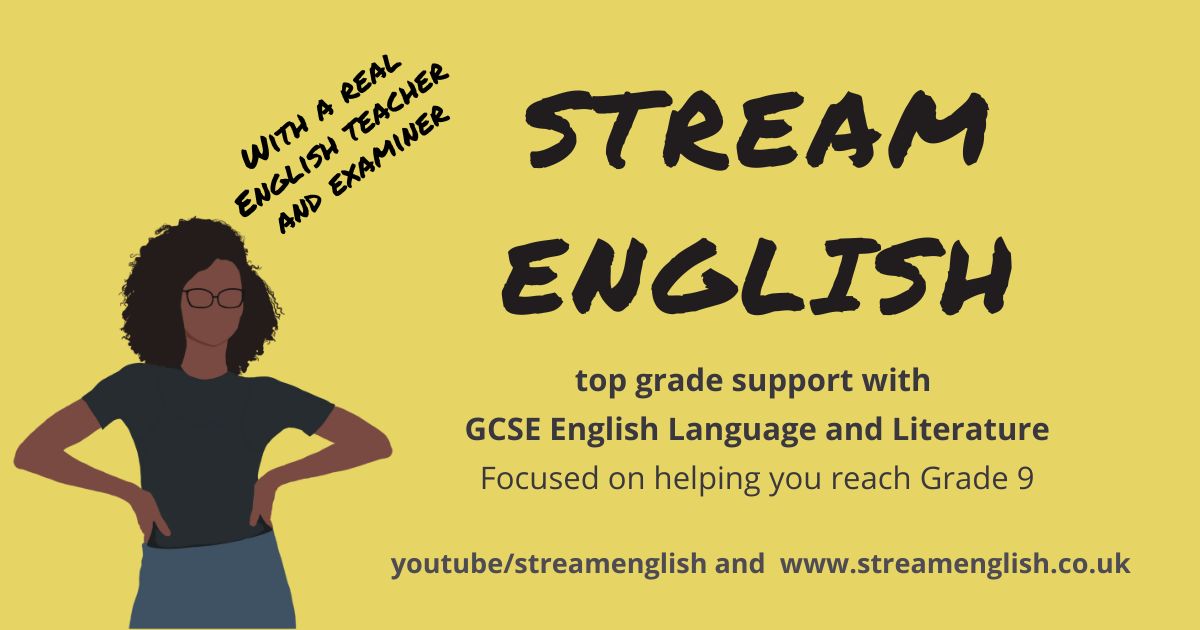 With a real
English teacher
and examiner
STREAM
ENGLISH
top grade support with
GCSE English Language and Literature
Focused on helping you reach Grade 9
youtube/streamenglish and www.streamenglish.co.uk